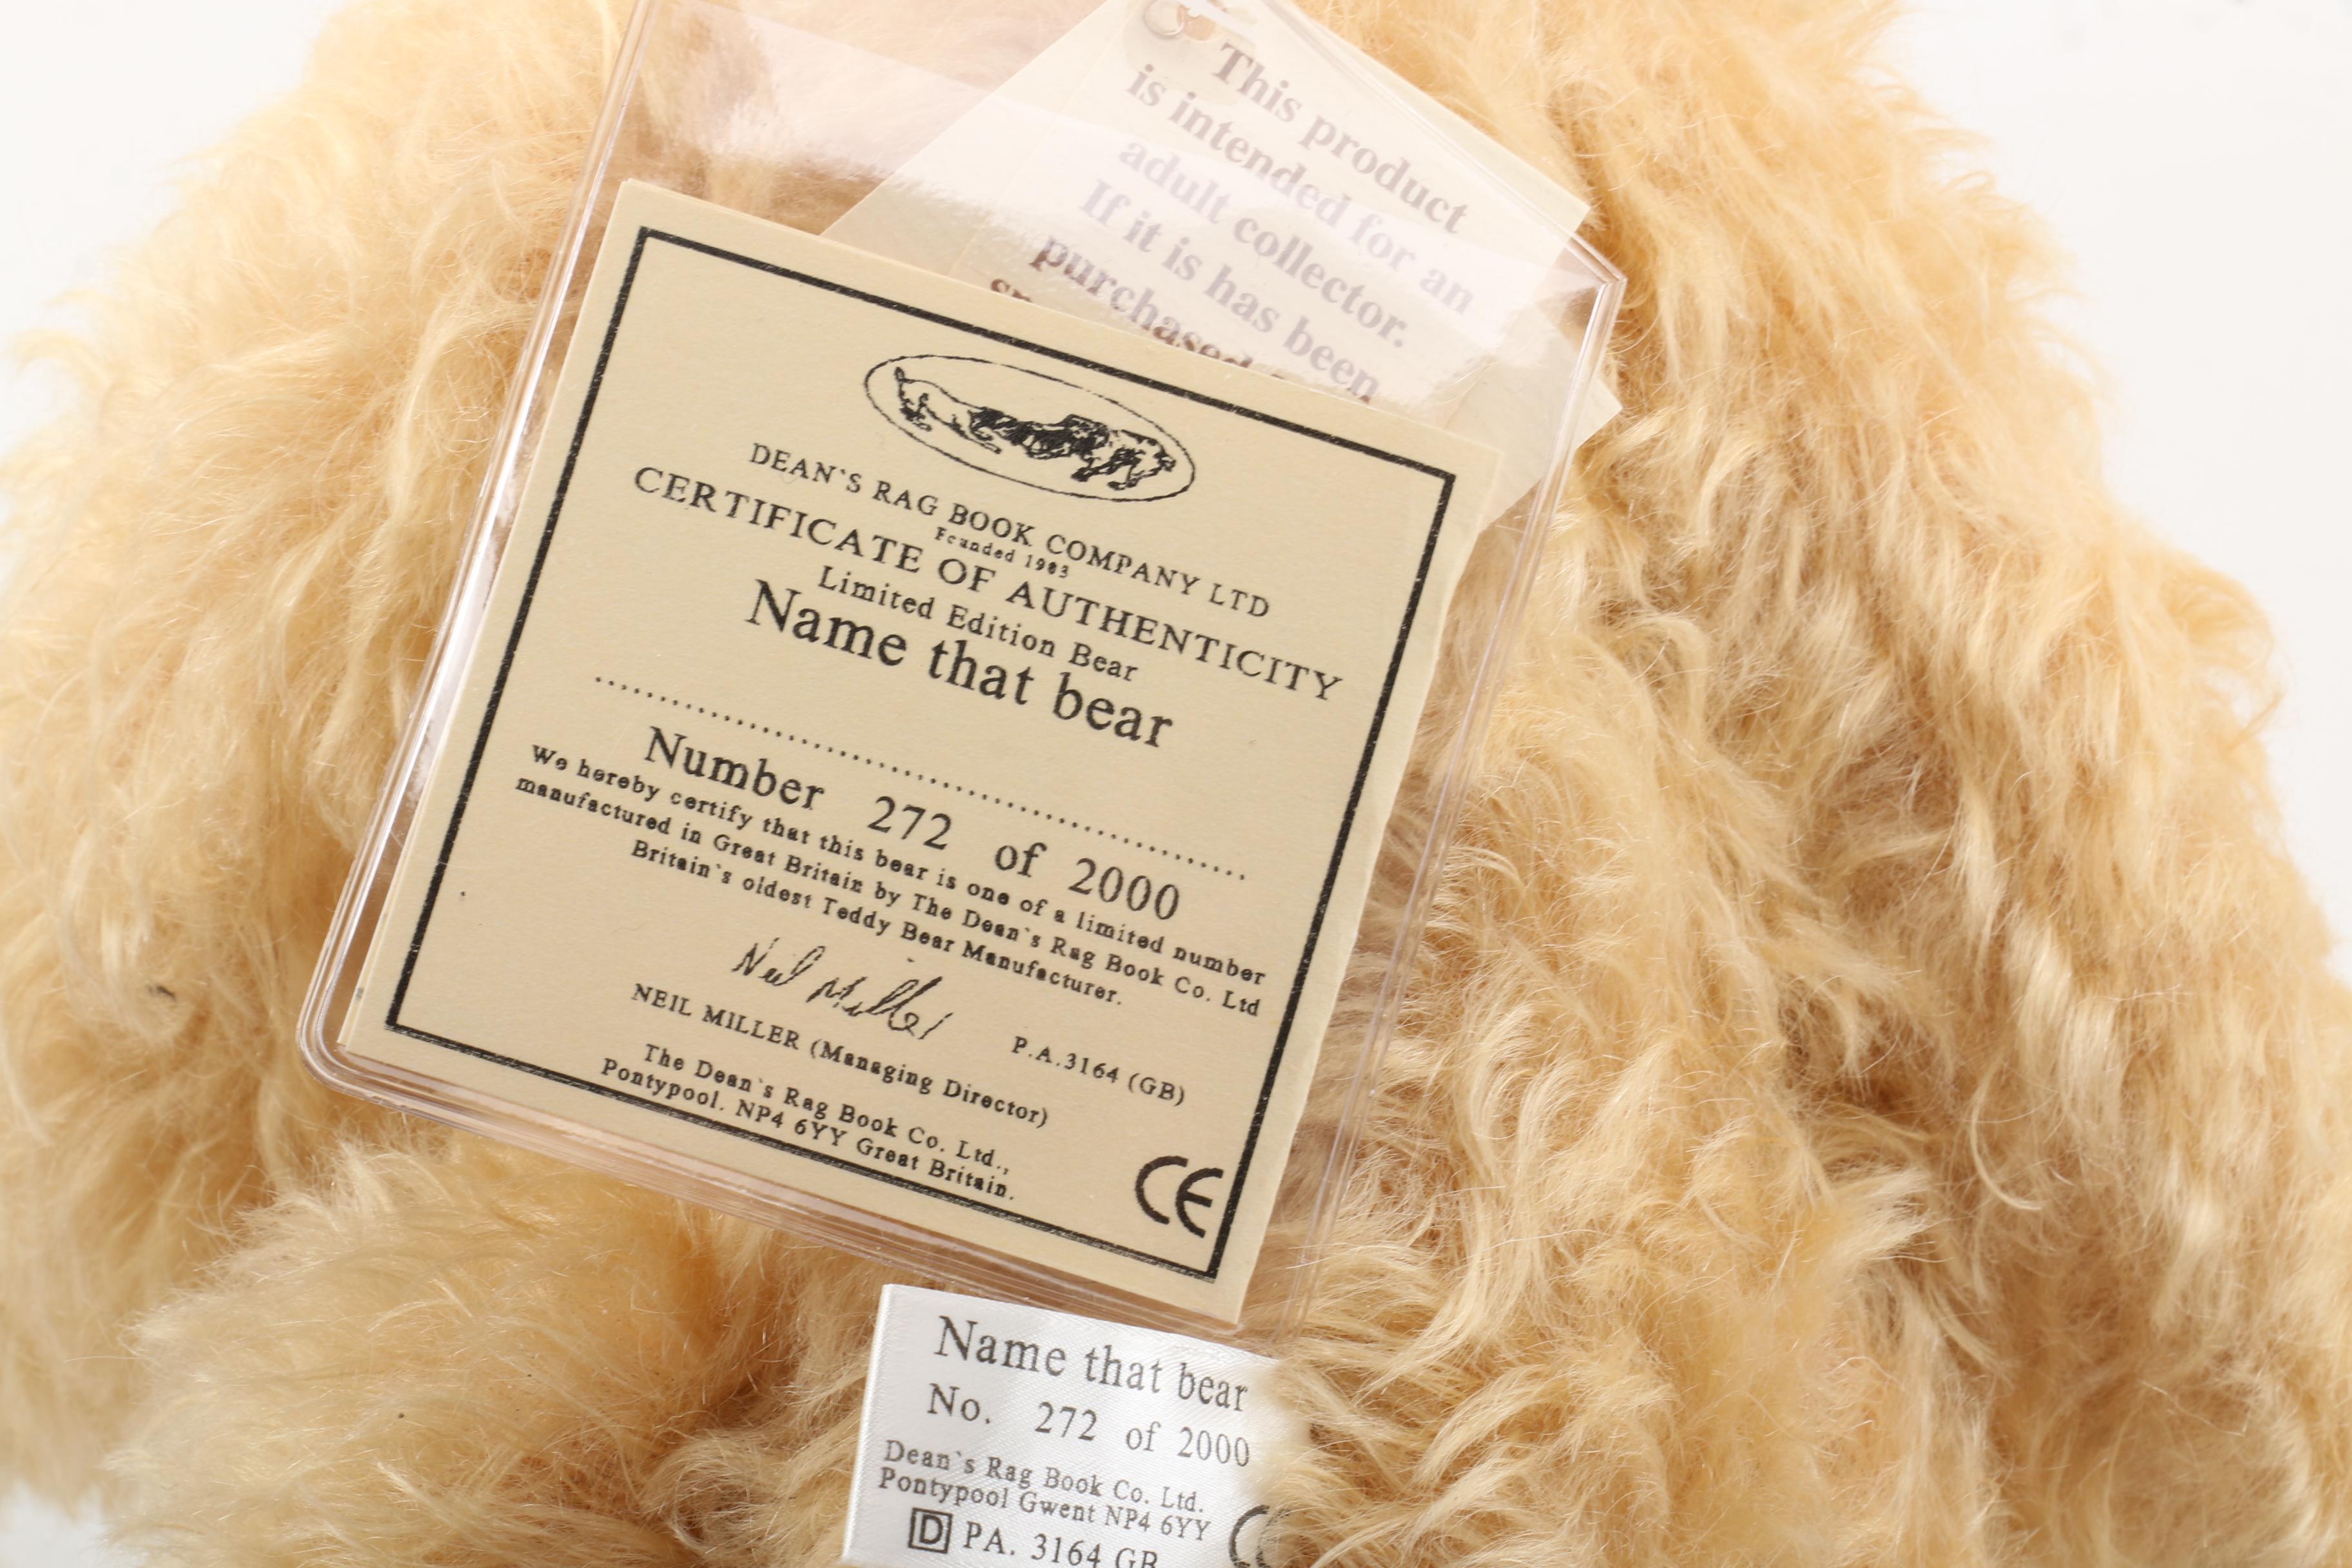 This product
is intended for an
adult collector.
If it is has been
purchased
DEAN`S RAG BOOK COMPANY LTD
Founded 1903
CERTIFICATE OF AUTHENTICITY
Limited Edition Bear
Name that bear
Number 272 of 2000
We hereby certify that this bear is one of a limited number
manufactured in Great Britain by The Dean`s Rag Book Co. Ltd
Britain`s oldest Teddy Bear Manufacturer.
Neil Miller
P.A.3164 (GB)
NEIL MILLER (Managing Director)
The Dean`s Rag Book Co. Ltd.,
Pontypool. NP4 6YY Great Britain.
CE
Name that bear
No. 272 of 2000
Dean`s Rag Book Co. Ltd.
Pontypool Gwent NP4 6YY
D PA. 3164 GB